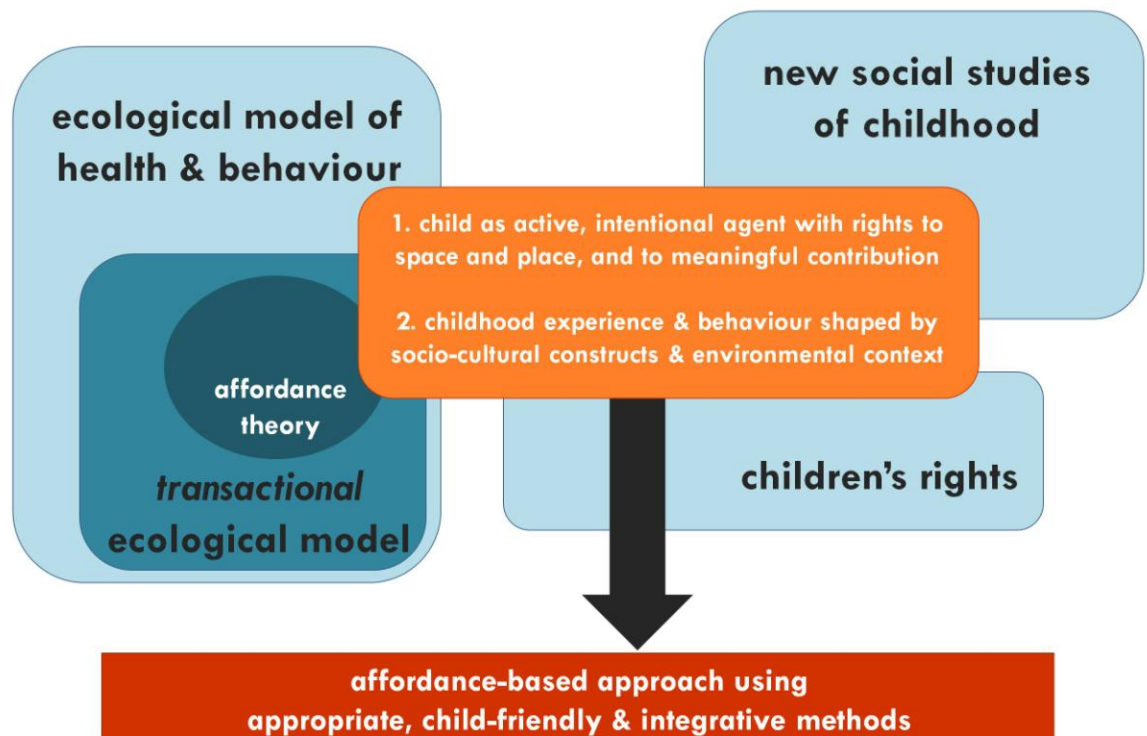 ecological model of
health & behaviour
new social studies
of childhood
1. child as active, intentional agent with rights to
space and place, and to meaningful contribution
2. childhood experience & behaviour shaped by
socio-cultural constructs & environmental context
affordance
theory
transactional
ecological model
children's rights
affordance-based approach using
appropriate, child-friendly & integrative methods